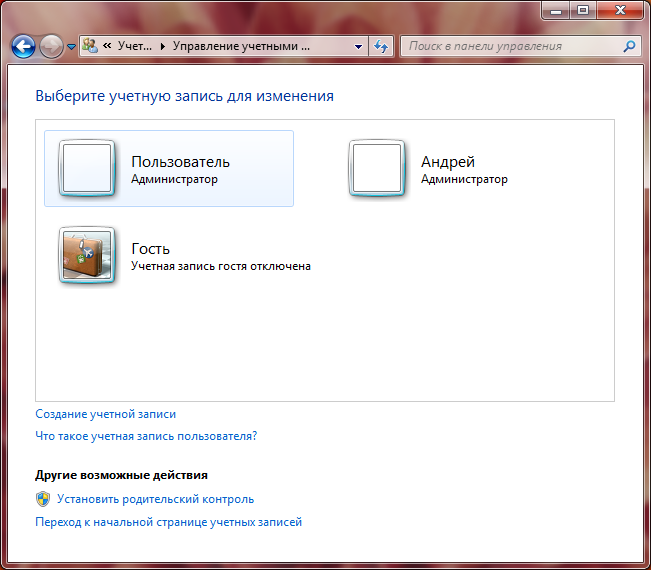 « Учет... ▸ Управление учетными ...
Поиск в панели управления
Выберите учетную запись для изменения
Пользователь
Администратор
Андрей
Администратор
Гость
Учетная запись гостя отключена
Создание учетной записи
Что такое учетная запись пользователя?
Другие возможные действия
Установить родительский контроль
Переход к начальной странице учетных записей